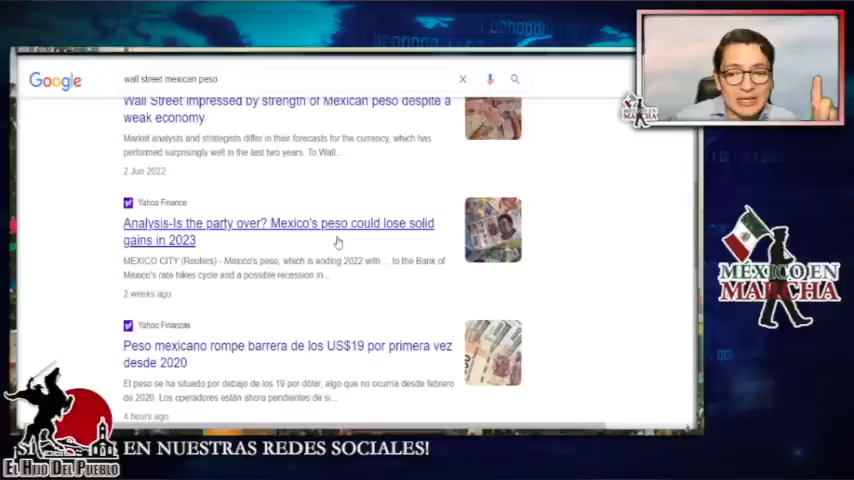 Google
wall street mexican peso
Wall Street impressed by strength of Mexican peso despite a
weak economy
Market analysts and strategists differ in their forecasts for the currency, which has
performed surprisingly well in the last two years. To Wall...
2 Jun 2022
Yahoo Finance
Analysis-Is the party over? Mexico's peso could lose solid
gains in 2023
MEXICO CITY (Reuters) - Mexico's peso, which is ending 2022 with ... to the Bank of
Mexico's rate hikes cycle and a possible recession in...
2 weeks ago
Yahoo Finanzas
Peso mexicano rompe barrera de los US$19 por primera vez
desde 2020
El peso se ha situado por debajo de los 19 por dólar, algo que no ocurría desde febrero
de 2020. Los operadores están ahora pendientes de si...
4 hours ago
MÉXICO EN
MARCHA
MÉXICO EN
MARCHA
EN NUESTRAS REDES SOCIALES!
EL HIJO DEL PUEBLO